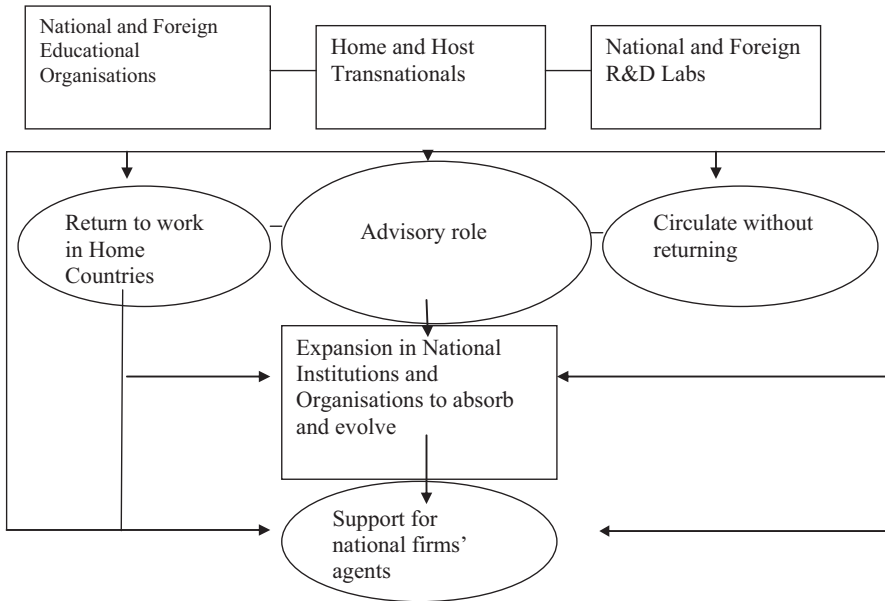 National and Foreign
Educational
Organisations
Home and Host
Transnationals
National and Foreign
R&D Labs
Return to work
in Home
Countries
Advisory role
Circulate without
returning
Expansion in National
Institutions and
Organisations to absorb
and evolve
Support for
national firms’
agents